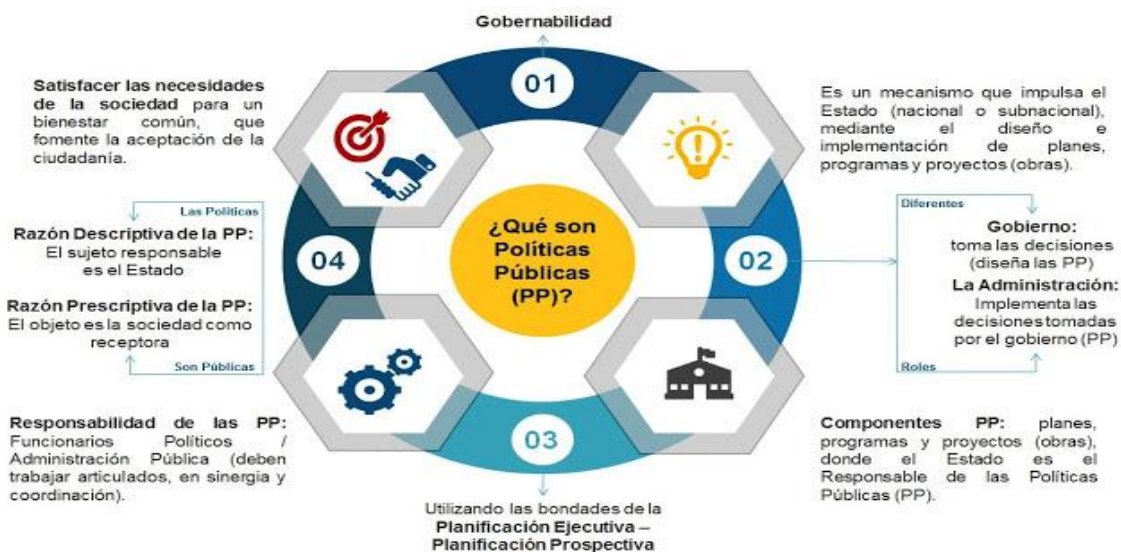 Gobernabilidad
01
Satisfacer las necesidades
de la sociedad para un
bienestar común, que
fomente la aceptación de la
ciudadanía.
Es un mecanismo que impulsa el
Estado (nacional o subnacional),
mediante el diseño e
implementación de planes,
programas y proyectos (obras).
¿Qué son
Políticas
Públicas
(PP)?
Las Políticas
Razón Descriptiva de la PP:
El sujeto responsable
es el Estado
Razón Prescriptiva de la PP:
El objeto es la sociedad como
receptora
Son Públicas
04
02
Diferentes
Gobierno:
toma las decisiones
(diseña las PP)
La Administración:
Implementa las
decisiones tomadas
por el gobierno (PP)
Roles
Responsabilidad de las PP:
Funcionarios Políticos /
Administración Pública (deben
trabajar articulados, en sinergia y
coordinación).
03
Componentes PP: planes,
programas y proyectos (obras),
donde el Estado es el
Responsable de las Políticas
Públicas (PP).
Utilizando las bondades de la
Planificación Ejecutiva –
Planificación Prospectiva